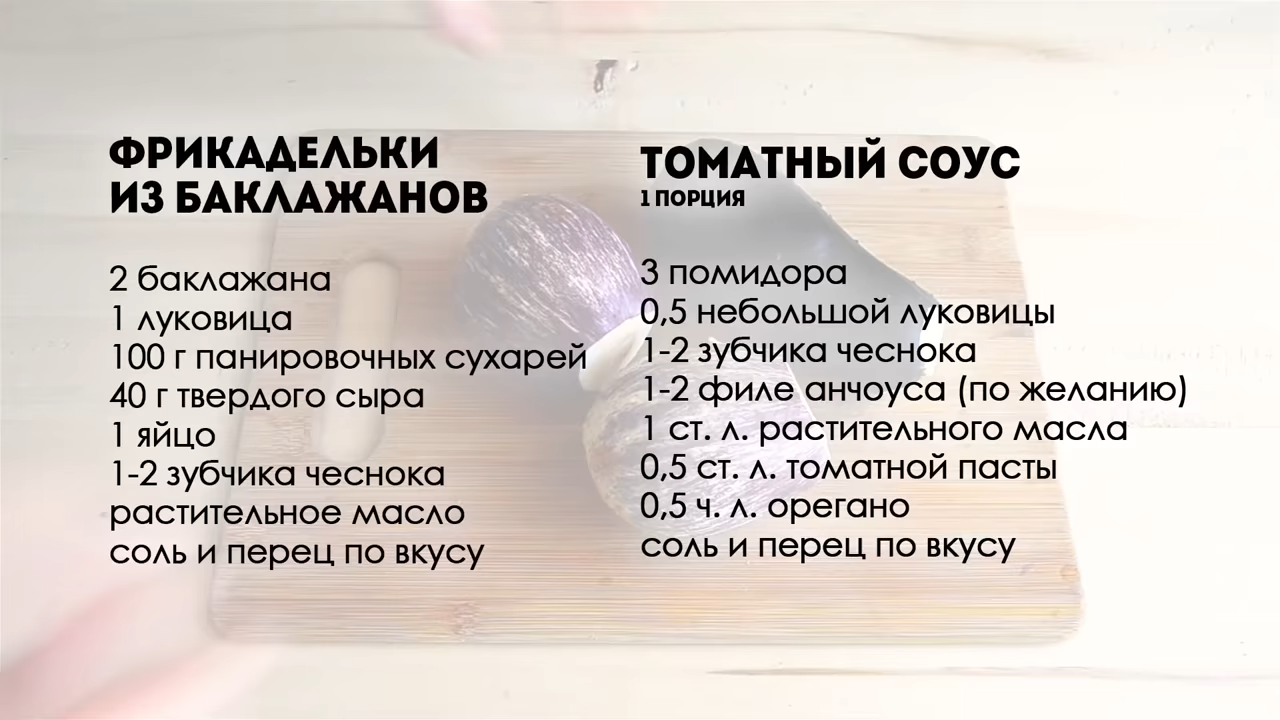 ФРИКАДЕЛЬКИ
ИЗ БАКЛАЖАНОВ
2 баклажана
1 луковица
100 г панировочных сухарей
40 г твердого сыра
1 яйцо
1-2 зубчика чеснока
растительное масло
соль и перец по вкусу
ТОМАТНЫЙ СОУС
1 ПОРЦИЯ
3 помидора
0,5 небольшой луковицы
1-2 зубчика чеснока
1-2 филе анчоуса (по желанию)
1 ст. л. растительного масла
0,5 ст. л. томатной пасты
0,5 ч. л. орегано
соль и перец по вкусу